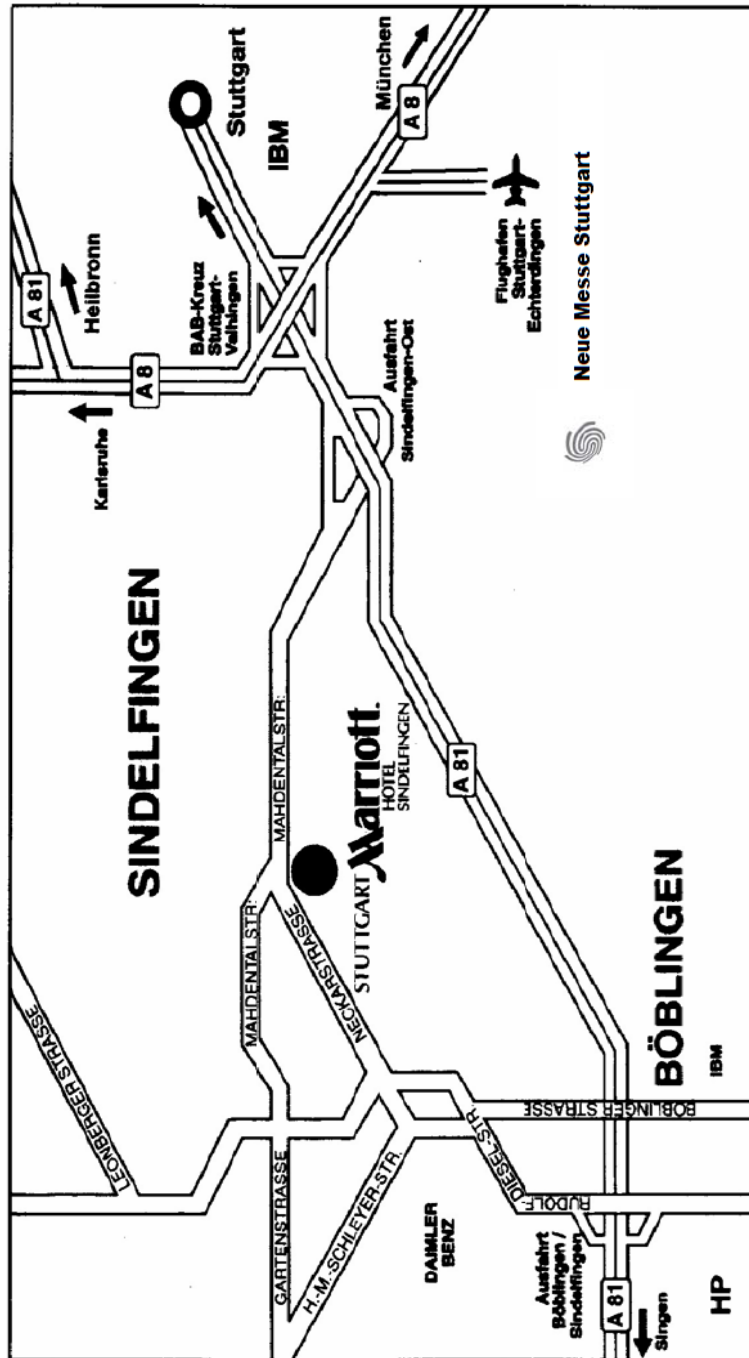 LEONBERGER STRASSE
SINDELFINGEN
Karlsruhe
A 81
Heilbronn
A 8
Stuttgart
IBM
BAB-Kreuz
Stuttgart-
Vaihingen
München
A 8
Ausfahrt
Sindelfingen-Ost
Flughafen
Stuttgart-
Echterdingen
Neue Messe Stuttgart
MAHDENTALSTR:
MAHDENTALSTR:
NECKARSTRASSE
STUTTGART Marriott.
HOTEL
SINDELFINGEN
GARTENSTRASSE
H.-M.-SCHLEYER-STR.
DAIMLER
BENZ
RUDOLF-
DIESEL-STR
BÖBLINGER STRASSE
A 81
BÖBLINGEN
IBM
Ausfahrt
Böblingen /
Sindelfingen
A 81
Singen
HP